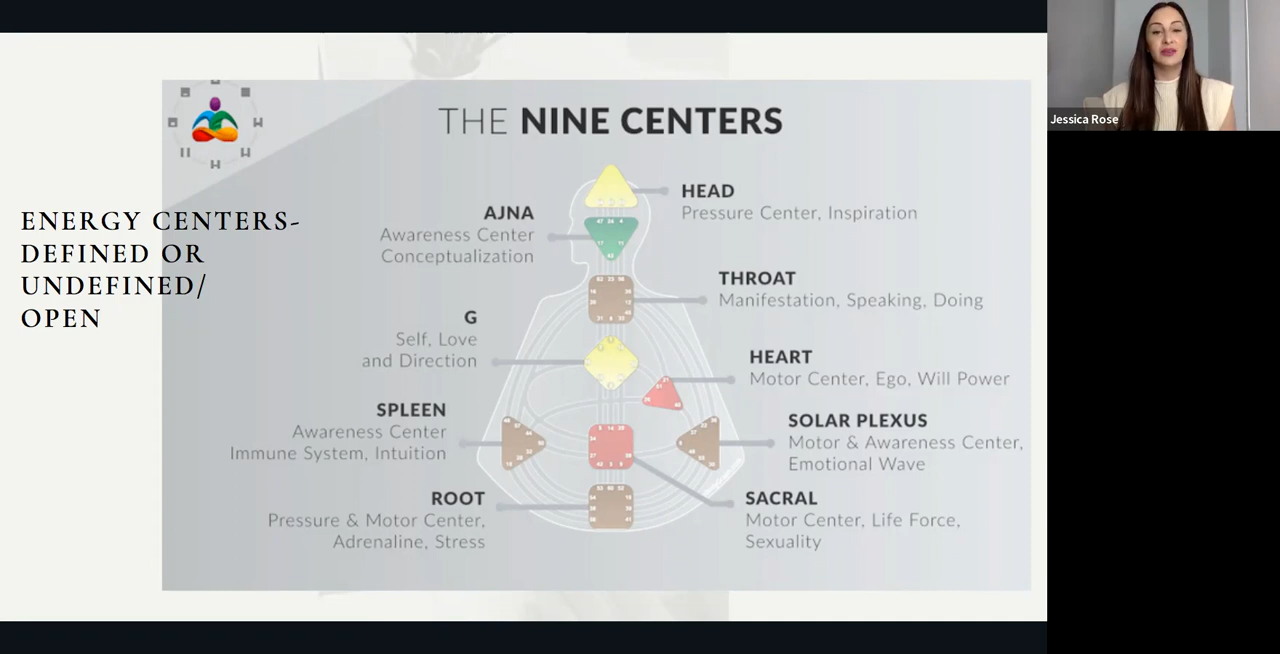 THE NINE CENTERS
ENERGY CENTERS-
DEFINED OR
UNDEFINED/
OPEN
HEAD
Pressure Center, Inspiration
AJNA
Awareness Center
Conceptualization
THROAT
Manifestation, Speaking, Doing
G
Self, Love
and Direction
HEART
Motor Center, Ego, Will Power
SPLEEN
Awareness Center
Immune System, Intuition
SOLAR PLEXUS
Motor & Awareness Center,
Emotional Wave
ROOT
Pressure & Motor Center,
Adrenaline, Stress
SACRAL
Motor Center, Life Force,
Sexuality
Jessica Rose